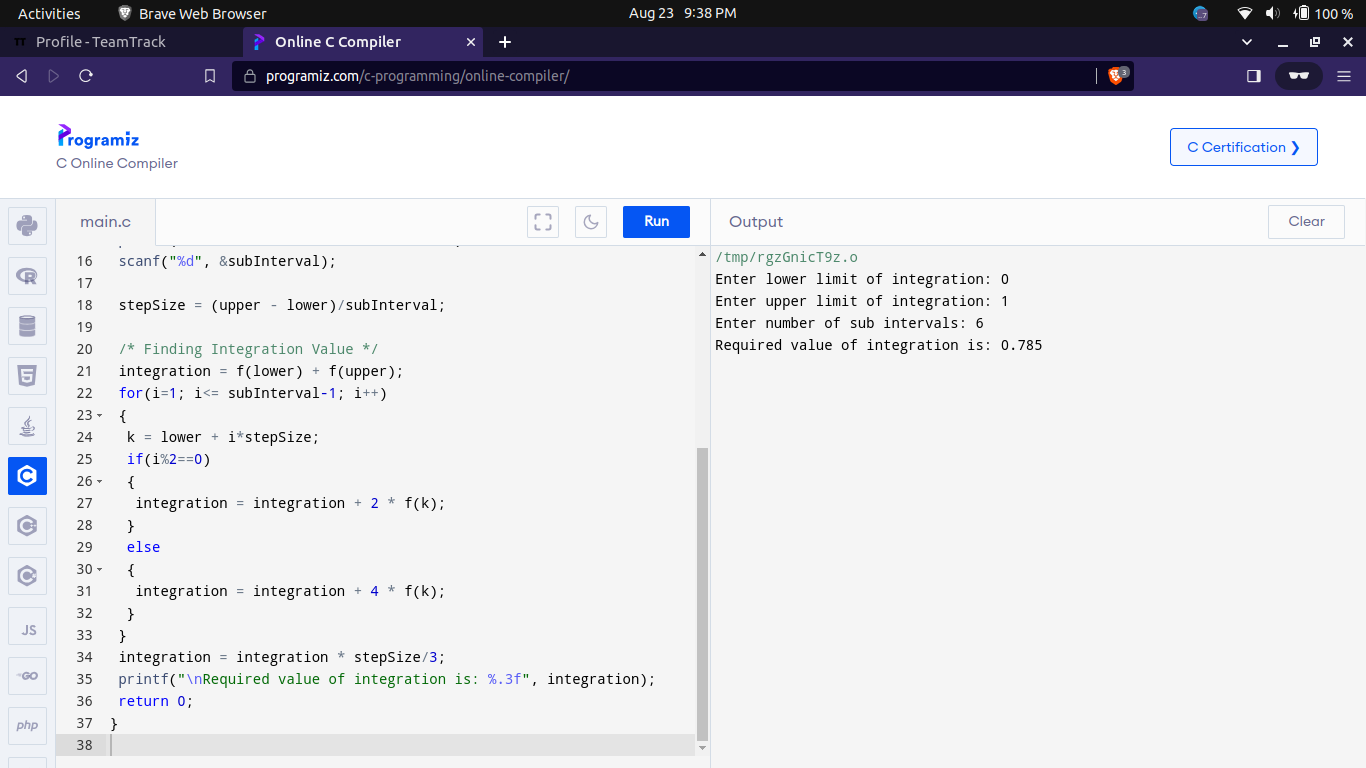 Activities
Brave Web Browser
Aug 23 9:38 PM
100 %
TT Profile - TeamTrack
Online C Compiler
programiz.com/c-programming/online-compiler/
3
Programiz
C Online Compiler
C Certification ❯
main.c
Run
Output
Clear
16 scanf("%d", &subInterval);
17
18 stepSize = (upper - lower)/subInterval;
19
20 /* Finding Integration Value */
21 integration = f(lower) + f(upper);
22 for(i=1; i<= subInterval-1; i++)
23 {
24 k = lower + i*stepSize;
25 if(i%2==0)
26 {
27 integration = integration + 2 * f(k);
28 }
29 else
30 {
31 integration = integration + 4 * f(k);
32 }
33 }
34 integration = integration * stepSize/3;
35 printf("\nRequired value of integration is: %.3f", integration);
36 return 0;
37 }
38
/tmp/rgzGnicT9z.o
Enter lower limit of integration: 0
Enter upper limit of integration: 1
Enter number of sub intervals: 6
Required value of integration is: 0.785
JS
GO
php